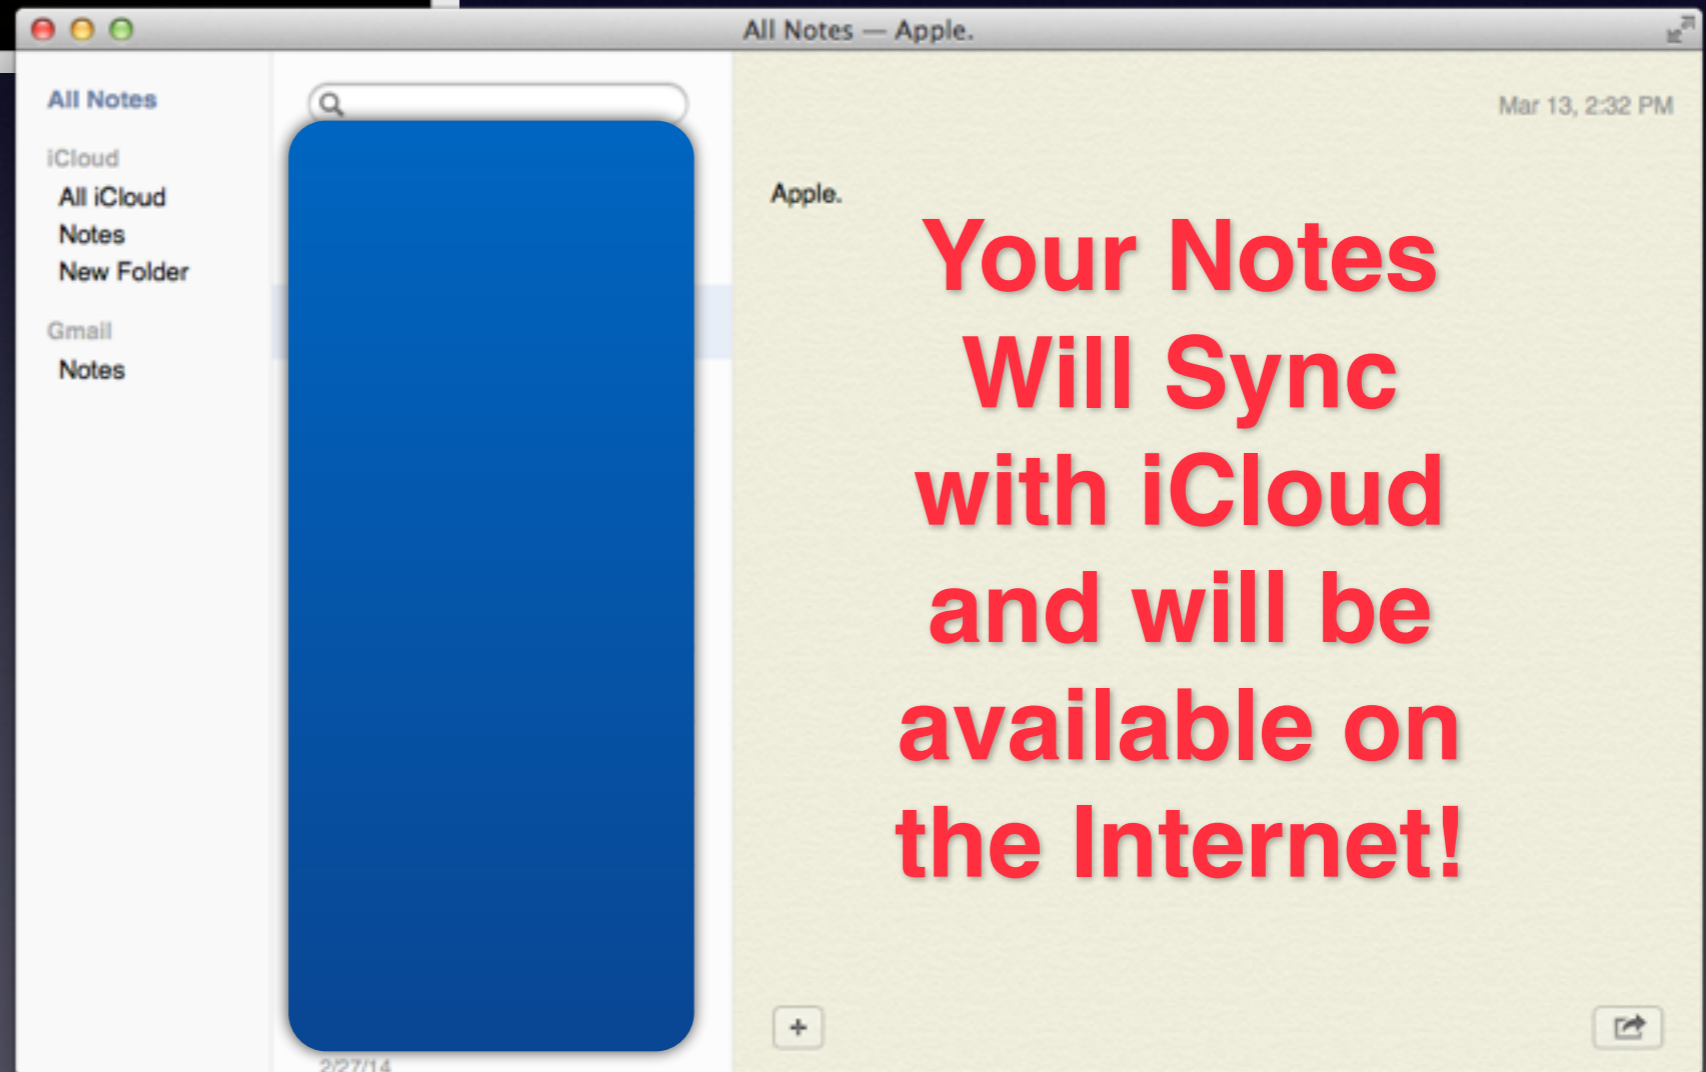 All Notes — Apple.
All Notes
iCloud
All iCloud
Notes
New Folder
Gmail
Notes
2/27/14
Mar 13, 2:32 PM
Apple.
Your Notes
Will Sync
with iCloud
and will be
available on
the Internet!